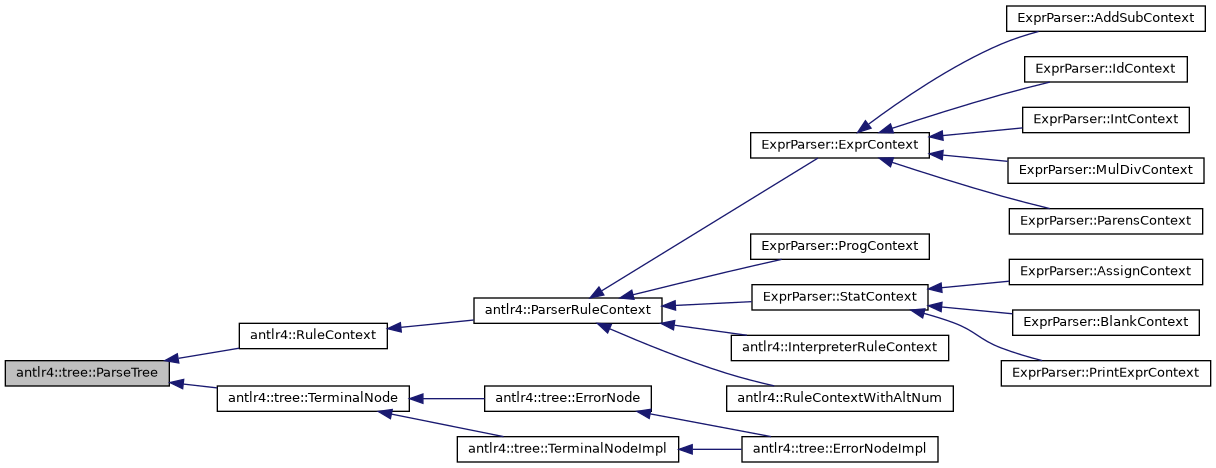 ExprParser::AddSubContext
ExprParser::IdContext
ExprParser::IntContext
ExprParser::ExprContext
ExprParser::MulDivContext
ExprParser::ParensContext
ExprParser::ProgContext
ExprParser::AssignContext
ExprParser::StatContext
antlr4::ParserRuleContext
ExprParser::BlankContext
antlr4::RuleContext
antlr4::InterpreterRuleContext
antlr4::tree::ParseTree
ExprParser::PrintExprContext
antlr4::tree::TerminalNode
antlr4::tree::ErrorNode
antlr4::RuleContextWithAltNum
antlr4::tree::TerminalNodeImpl
antlr4::tree::ErrorNodeImpl